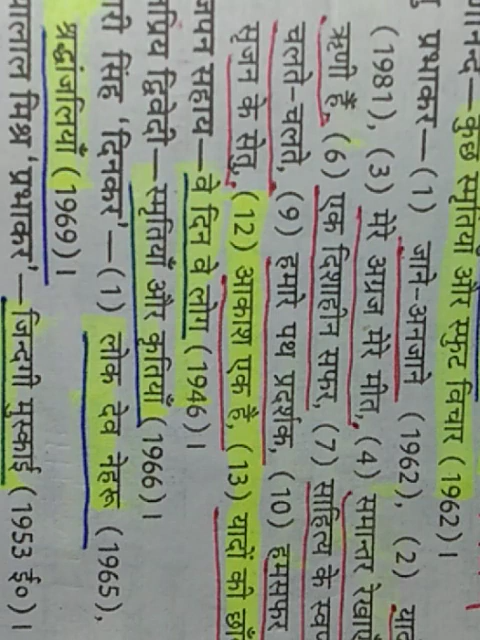 कुछ स्मृतियाँ और स्फुट विचार (1962)।
प्रभाकर—(1) जाने-अनजाने (1962), (2)
(1981), (3) मेरे अग्रज मेरे मीत, (4) समान्तर
ऋणी हैं, (6) एक दिशाहीन सफर, (7) साहित्य के
चलते-चलते, (9) हमारे पथ प्रदर्शक, (10) हमसफर
सृजन के सेतु, (12) आकाश एक है, (13) यादों की
सहाय—वे दिन वे लोग (1946)।
द्विवेदी—स्मृतियाँ और कृतियाँ (1966)।
सिंह 'दिनकर'—(1) लोक देव नेहरू (1965),
श्रद्धांजलियाँ (1969)।
मिश्र 'प्रभाकर'—जिन्दगी मुस्काई (1953 ई०)।